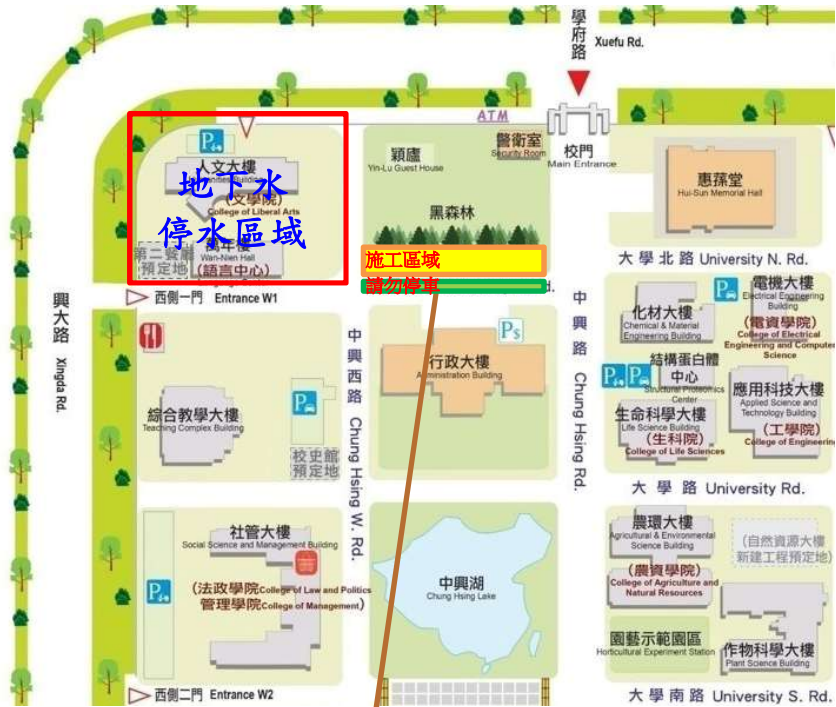 學府路 Xuefu Rd.
ATM
校門
Main Entrance
警衛室
Security Room
穎廬
Yin-Lu Guest House
黑森林
惠蓀堂
Hui-Sun Memorial Hall
人文大樓
地下水
停水區域
(文學院)
College of Liberal Arts
萬年樓
Wan-Nien Hall
(語言中心)
第二餐廳
預定地
施工區域
請勿停車
大學北路 University N. Rd.
西側一門 Entrance W1
興大路 Xingda Rd.
中興西路 Chung Hsing W. Rd.
中興路 Chung Hsing Rd.
P$
行政大樓
Administration Building
綜合教學大樓
Teaching Complex Building
P
校史館
預定地
化材大樓
Chemical & Material
Engineering Building
P
電機大樓
Electrical Engineering
Building
(電資學院)
College of Electrical
Engineering and Computer
Science
結構蛋白體
中心
Structural Proteomics
Center
應用科技大樓
Applied Science and
Technology Building
(工學院)
College of Engineering
生命科學大樓
Life Science Building
(生科院)
College of Life Sciences
大學路 University Rd.
社管大樓
Social Science and Management Building
(法政學院College of Law and Politics
管理學院College of Management)
P
中興湖
Chung Hsing Lake
農環大樓
Agricultural & Environmental
Science Building
(農資學院)
College of Agriculture and
Natural Resources
(自然資源大樓
新建工程預定地)
園藝示範園區
Horticultural Experiment Station
作物科學大樓
Plant Science Building
西側二門 Entrance W2
大學南路 University S. Rd.